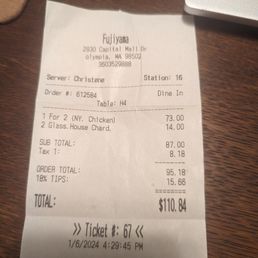 Fujiyama
2930 Capital Mall Dr
olympia, WA 98502
3603529888
Server: Christene Station: 16
Order #: 612584 Dine In
Table: H4
1 For 2 (NY. Chicken) 73.00
2 Glass.House Chard. 14.00
SUB TOTAL: 87.00
Tax 1: 8.18
ORDER TOTAL: 95.18
18% TIPS: 15.66
TOTAL: $110.84
>> Ticket #: 67 <<
1/6/2024 4:29:45 PM